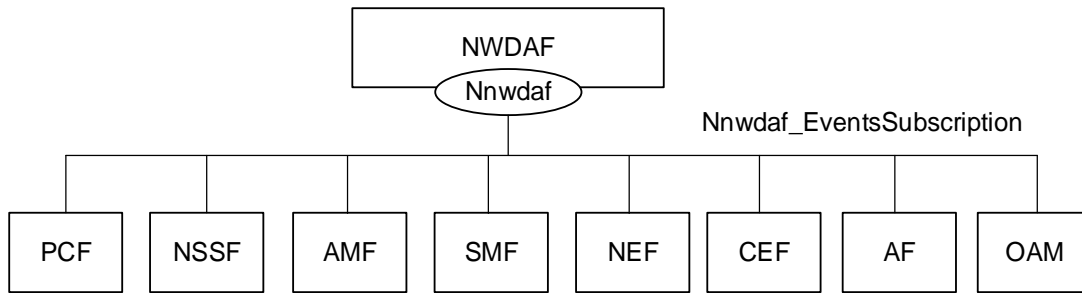 NWDAF
Nnwdaf
Nnwdaf_EventsSubscription
PCF
NSSF
AMF
SMF
NEF
CEF
AF
OAM